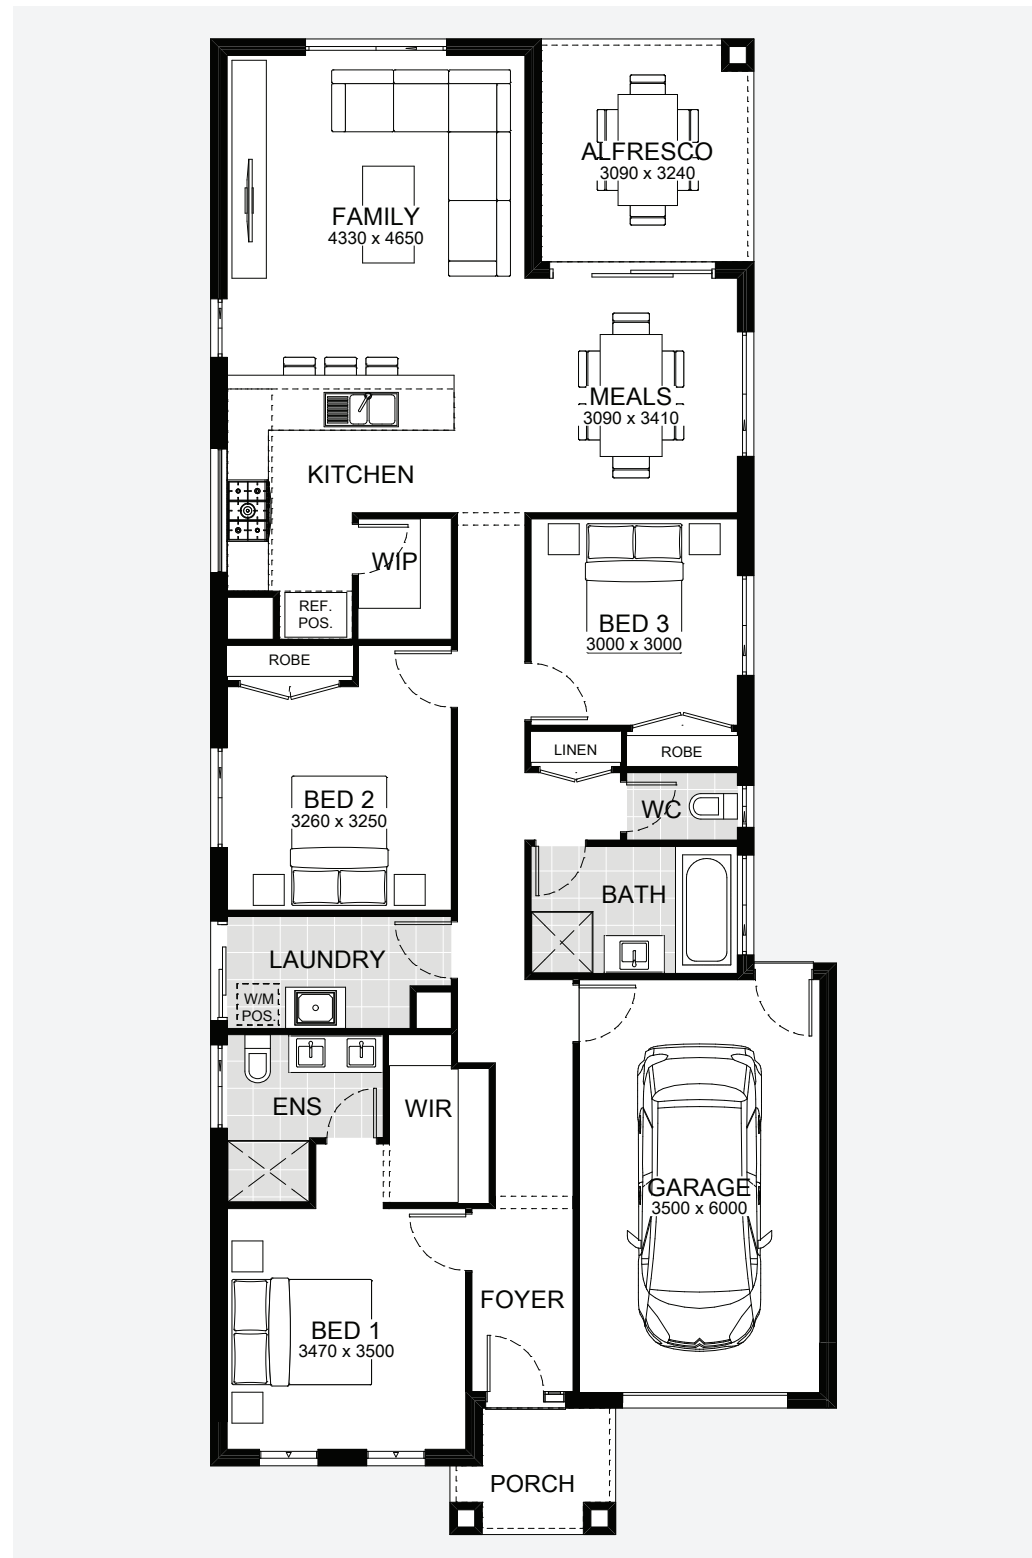 ALFRESCO
3090 x 3240
FAMILY
4330 x 4650
MEALS
3090 x 3410
KITCHEN
WIP
REF.
POS.
BED 3
3000 x 3000
ROBE
LINEN
ROBE
BED 2
3260 x 3250
WC
BATH
LAUNDRY
W/M
POS.
ENS
WIR
GARAGE
3500 x 6000
FOYER
BED 1
3470 x 3500
PORCH